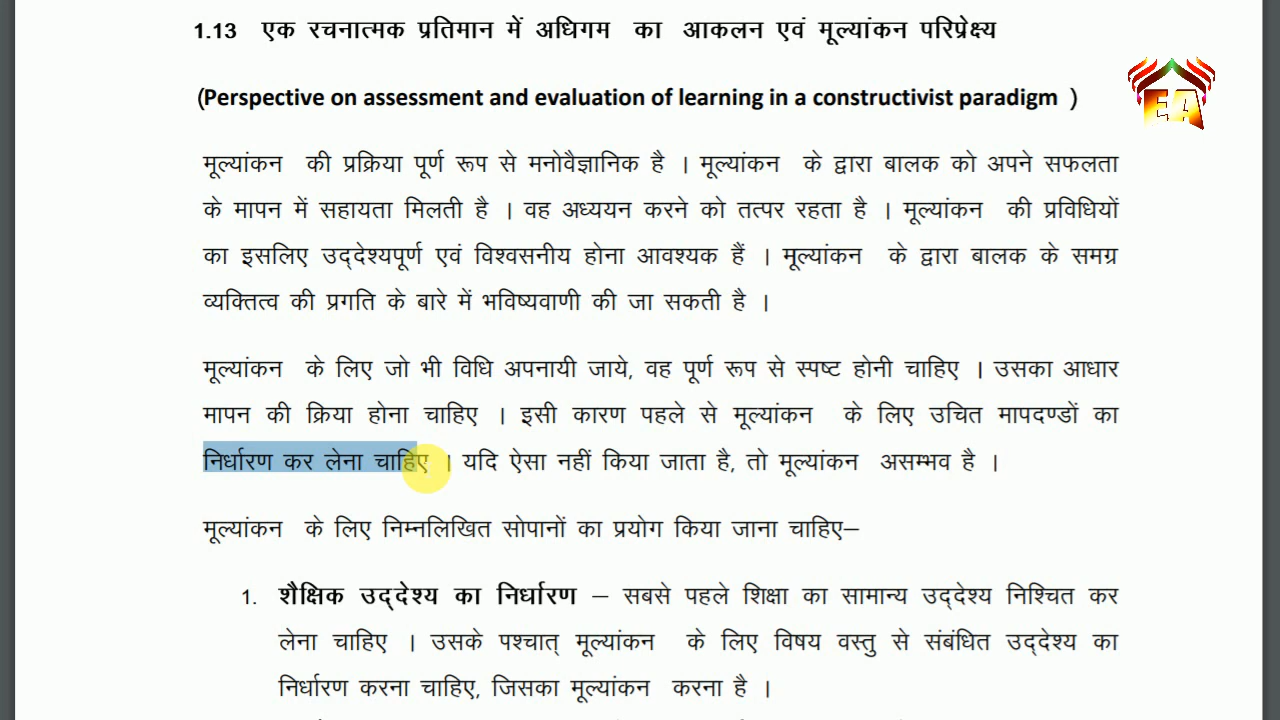 1.13 एक रचनात्मक प्रतिमान में अधिगम का आकलन एवं मूल्यांकन परिप्रेक्ष्य
(Perspective on assessment and evaluation of learning in a constructivist paradigm )
EA
मूल्यांकन की प्रक्रिया पूर्ण रूप से मनोवैज्ञानिक है । मूल्यांकन के द्वारा बालक को अपने सफलता
के मापन में सहायता मिलती है । वह अध्ययन करने को तत्पर रहता है । मूल्यांकन की प्रविधियों
का इसलिए उद्देश्यपूर्ण एवं विश्वसनीय होना आवश्यक हैं । मूल्यांकन के द्वारा बालक के समग्र
व्यक्तित्व की प्रगति के बारे में भविष्यवाणी की जा सकती है ।
मूल्यांकन के लिए जो भी विधि अपनायी जाये, वह पूर्ण रूप से स्पष्ट होनी चाहिए । उसका आधार
मापन की क्रिया होना चाहिए । इसी कारण पहले से मूल्यांकन के लिए उचित मापदण्डों का
निर्धारण कर लेना चाहिए । यदि ऐसा नहीं किया जाता है, तो मूल्यांकन असम्भव है ।
मूल्यांकन के लिए निम्नलिखित सोपानों का प्रयोग किया जाना चाहिए–
1. शैक्षिक उद्देश्य का निर्धारण – सबसे पहले शिक्षा का सामान्य उद्देश्य निश्चित कर
लेना चाहिए । उसके पश्चात् मूल्यांकन के लिए विषय वस्तु से संबंधित उद्देश्य का
निर्धारण करना चाहिए, जिसका मूल्यांकन करना है ।